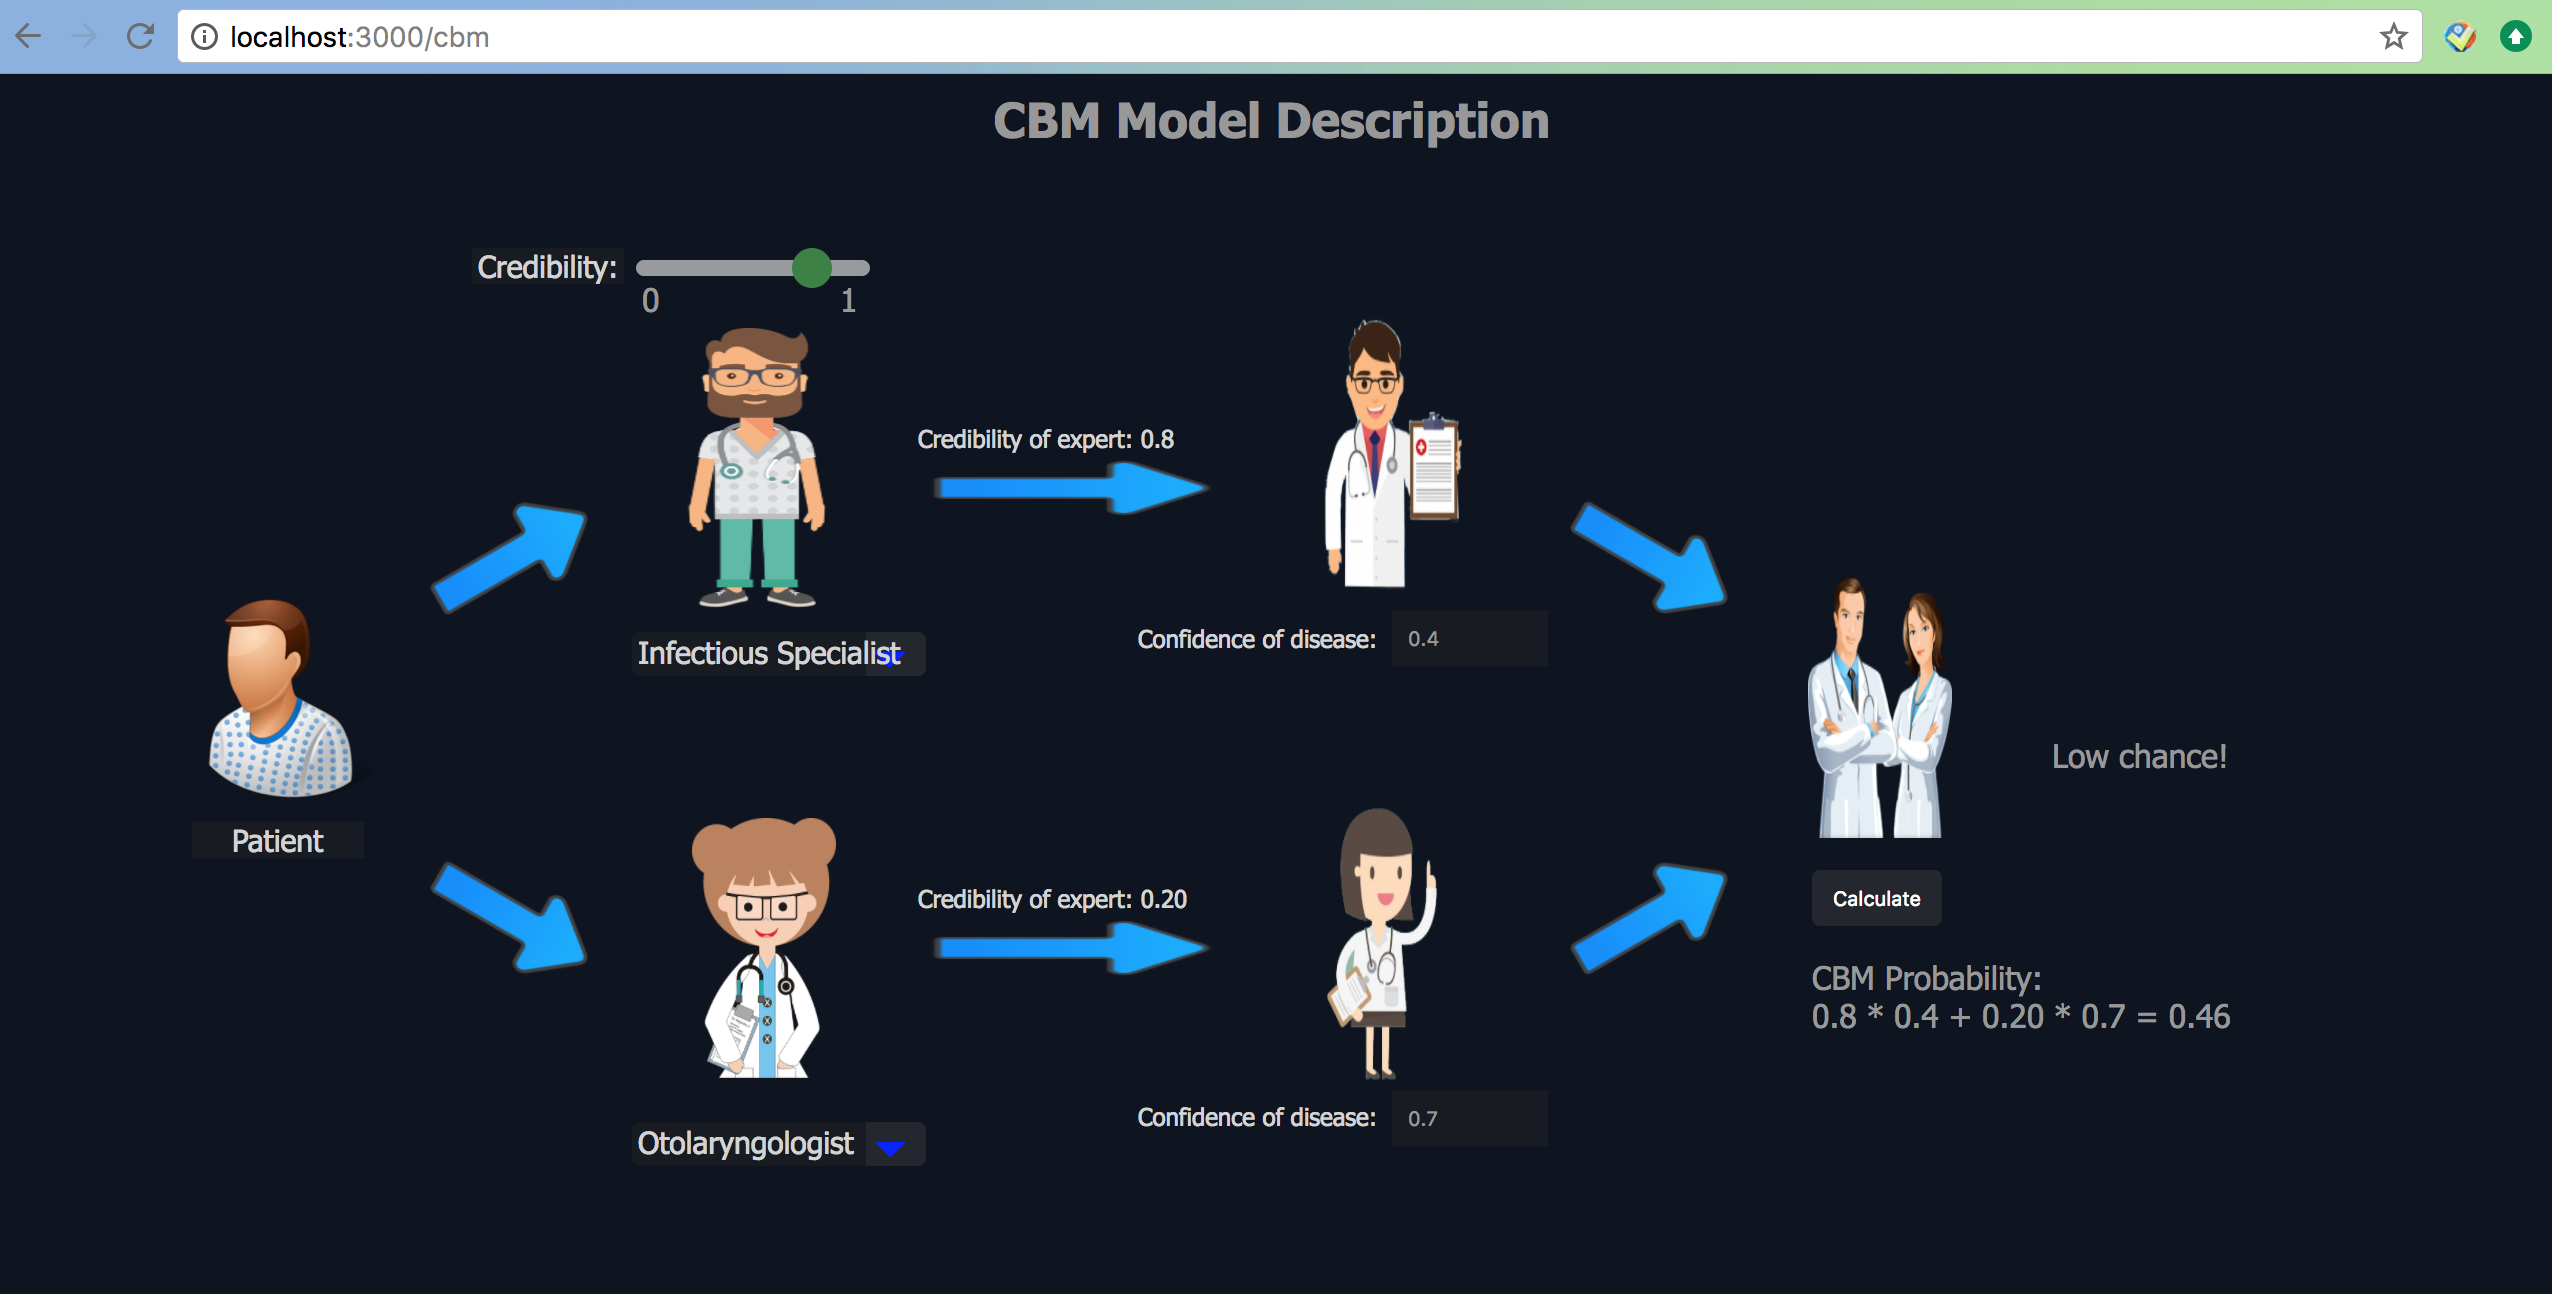 localhost:3000/cbm
CBM Model Description
Credibility:
0 1
Credibility of expert: 0.8
Infectious Specialist
Confidence of disease: 0.4
Patient
Low chance!
Credibility of expert: 0.20
Otolaryngologist
Confidence of disease: 0.7
Calculate
CBM Probability:
0.8 * 0.4 + 0.20 * 0.7 = 0.46